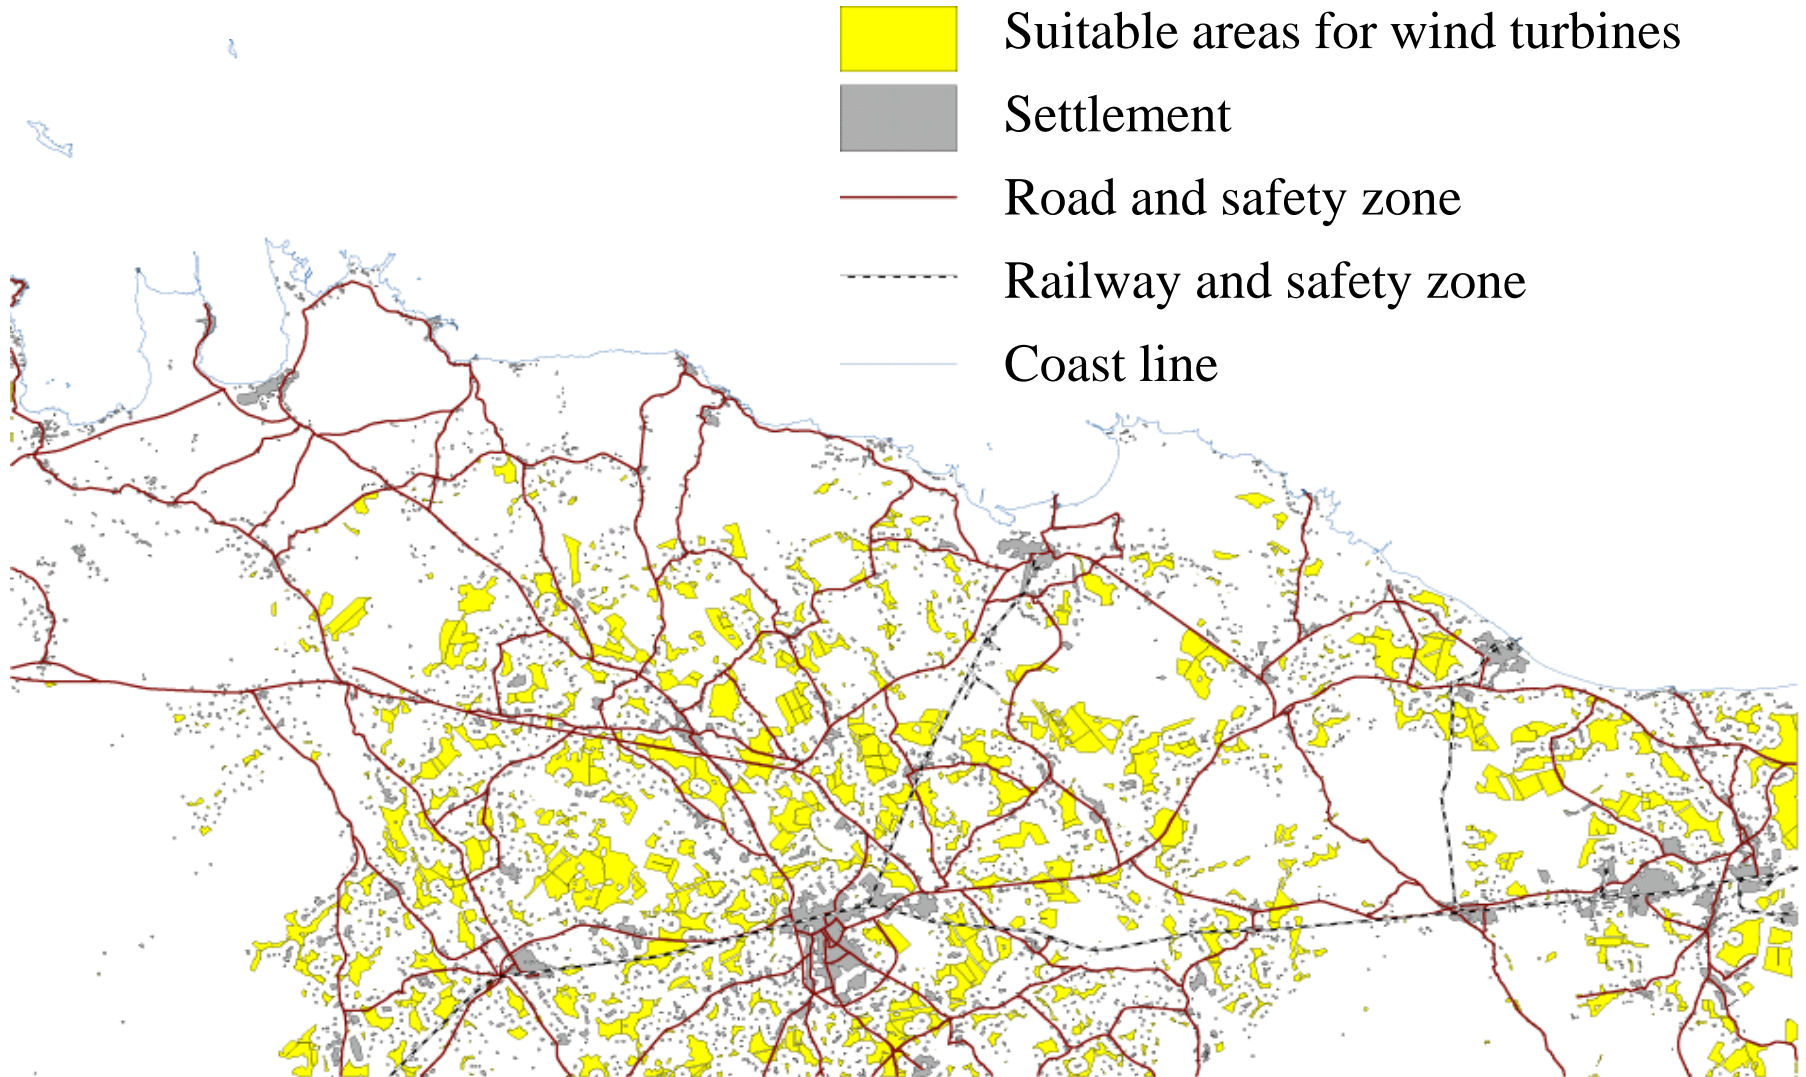 Suitable areas for wind turbines
Settlement
Road and safety zone
Railway and safety zone
Coast line